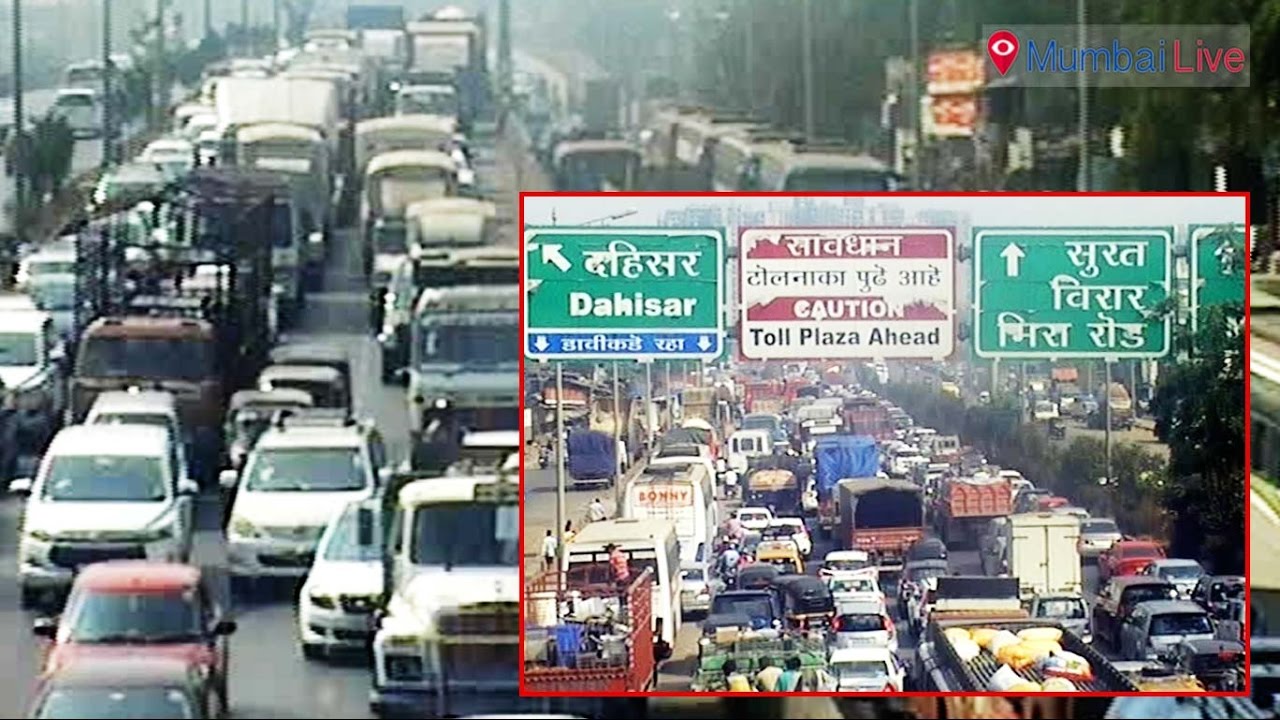 Mumbai Live
दहिसर
Dahisar
डावीकडे रहा
सावधान
टोलनाका पुढे आहे
CAUTION
Toll Plaza Ahead
सुरत
विरार
मिरा रोड
BONNY